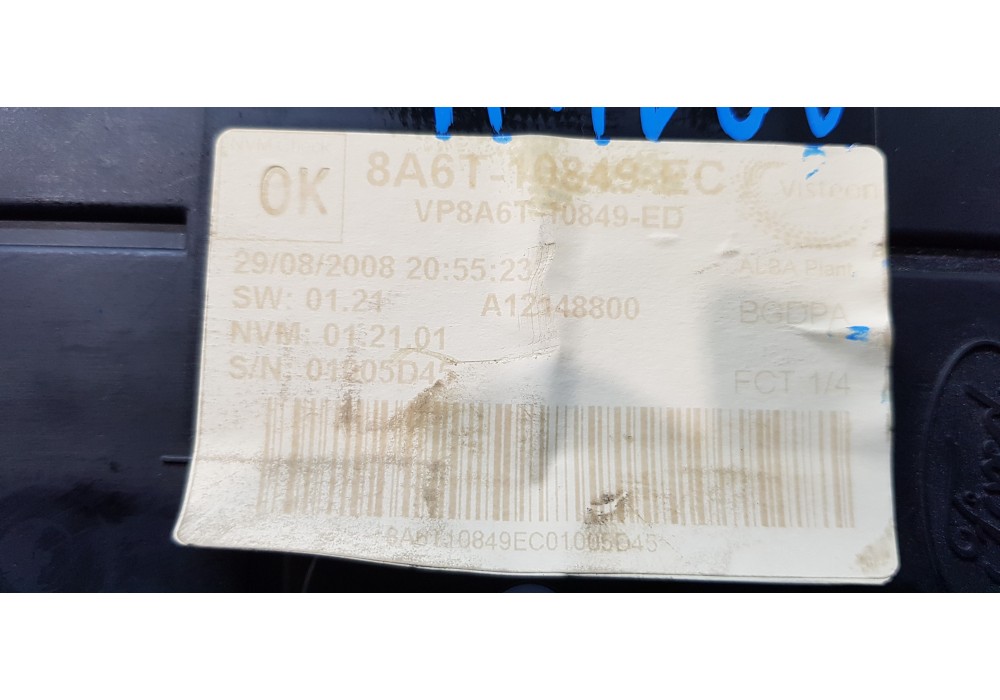 OK
8A6T-10849-EC
VP8A6T-10849-ED
Visteon
29/08/2008 20:55:23
ALBA Plant
SW: 01.21
A12148800
BGDPA
NVM: 01.21.01
S/N: 01005D45
FCT 1/4
8A6T10849EC01005D45
Ford